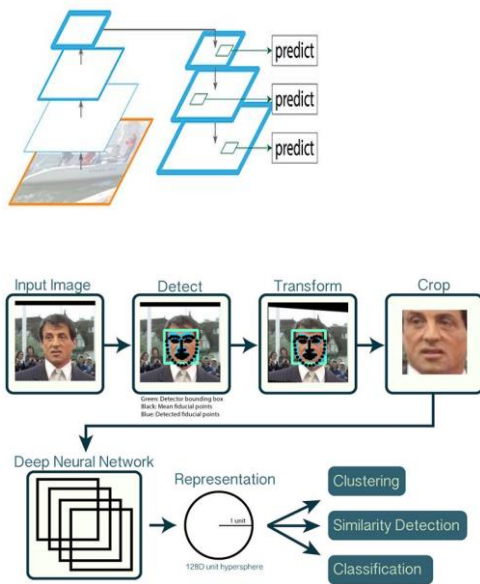 predict
predict
predict
Input Image
Detect
Transform
Crop
Green: Detector bounding box
Black: Mean fiducial points
Blue: Detected fiducial points
Deep Neural Network
Representation
1 unit
128D unit hypersphere
Clustering
Similarity Detection
Classification